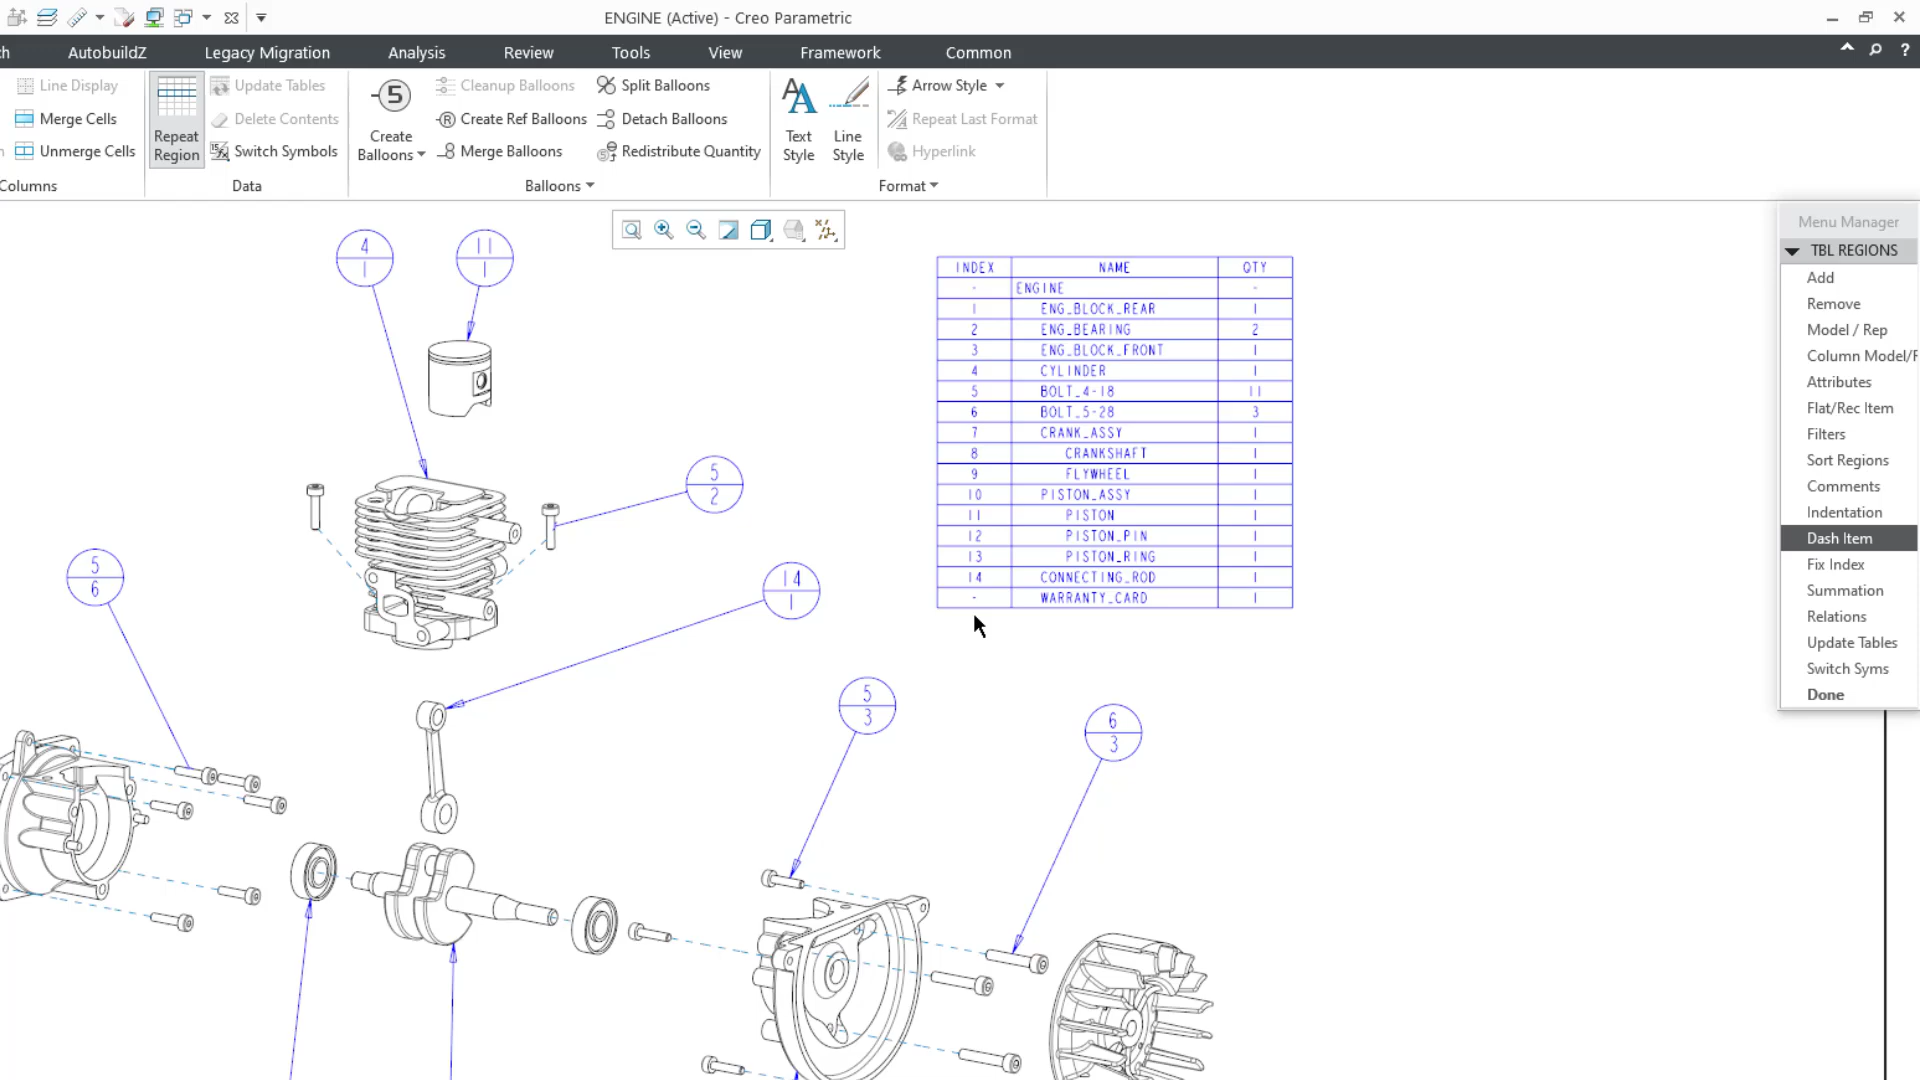 ENGINE (Active) - Creo Parametric
h AutobuildZ Legacy Migration Analysis Review Tools View Framework Common ?
Line Display
Merge Cells
Unmerge Cells
Columns
Repeat
Region
Update Tables
Delete Contents
Switch Symbols
Data
5
Create
Balloons
Cleanup Balloons
Create Ref Balloons
Merge Balloons
Split Balloons
Detach Balloons
Redistribute Quantity
Balloons
Text
Style
Line
Style
Arrow Style
Repeat Last Format
Hyperlink
Format
Menu Manager
TBL REGIONS
Add
Remove
Model / Rep
Column Model/R
Attributes
Flat/Rec Item
Filters
Sort Regions
Comments
Indentation
Dash Item
Fix Index
Summation
Relations
Update Tables
Switch Syms
Done
INDEX NAME QTY
- ENGINE -
1 ENG_BLOCK_REAR 1
2 ENG_BEARING 2
3 ENG_BLOCK_FRONT 1
4 CYLINDER 1
5 BOLT_4-18 11
6 BOLT_5-28 3
7 CRANK_ASSY 1
8 CRANKSHAFT 1
9 FLYWHEEL 1
10 PISTON_ASSY 1
11 PISTON 1
12 PISTON_PIN 1
13 PISTON_RING 1
14 CONNECTING_ROD 1
- WARRANTY_CARD 1
4
1
11
1
5
2
5
6
14
1
5
3
6
3